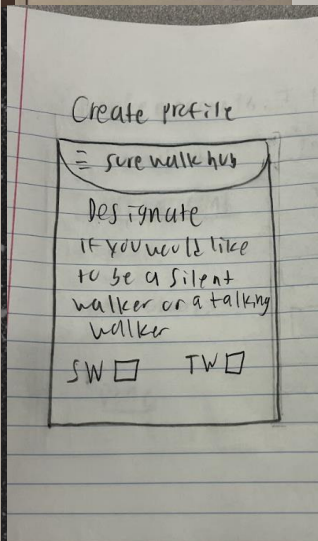 Create profile
☰ sure walk hub
Designate
if you would like
to be a silent
walker or a talking
walker
SW □ TW □